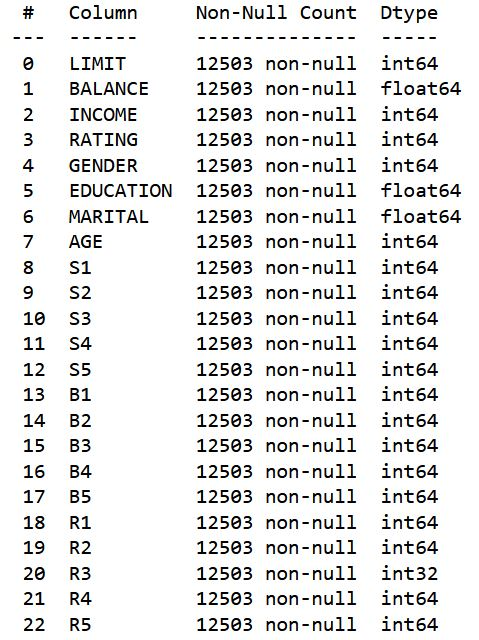 #   Column     Non-Null Count  Dtype
--- ------     --------------  -----
0   LIMIT      12503 non-null  int64
1   BALANCE    12503 non-null  float64
2   INCOME     12503 non-null  int64
3   RATING     12503 non-null  int64
4   GENDER     12503 non-null  int64
5   EDUCATION  12503 non-null  float64
6   MARITAL    12503 non-null  float64
7   AGE        12503 non-null  int64
8   S1         12503 non-null  int64
9   S2         12503 non-null  int64
10  S3         12503 non-null  int64
11  S4         12503 non-null  int64
12  S5         12503 non-null  int64
13  B1         12503 non-null  int64
14  B2         12503 non-null  int64
15  B3         12503 non-null  int64
16  B4         12503 non-null  int64
17  B5         12503 non-null  int64
18  R1         12503 non-null  int64
19  R2         12503 non-null  int64
20  R3         12503 non-null  int32
21  R4         12503 non-null  int64
22  R5         12503 non-null  int64